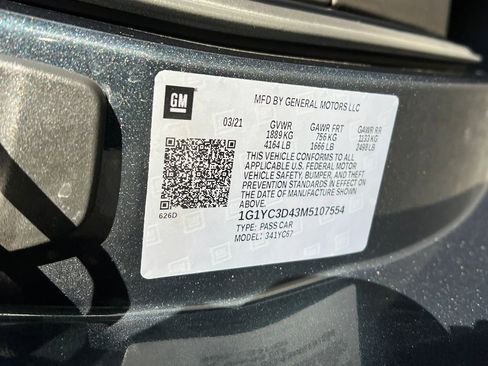 GM
MFD BY GENERAL MOTORS LLC
03/21 GVWR GAWR FRT GAWR RR
1889 KG 756 KG 1133 KG
4164 LB 1666 LB 2498 LB
THIS VEHICLE CONFORMS TO ALL
APPLICABLE U.S. FEDERAL MOTOR
VEHICLE SAFETY, BUMPER, AND THEFT
PREVENTION STANDARDS IN EFFECT ON
THE DATE OF MANUFACTURE SHOWN
ABOVE.
626D
1G1YC3D43M5107554
TYPE: PASS CAR
MODEL: 341YC67